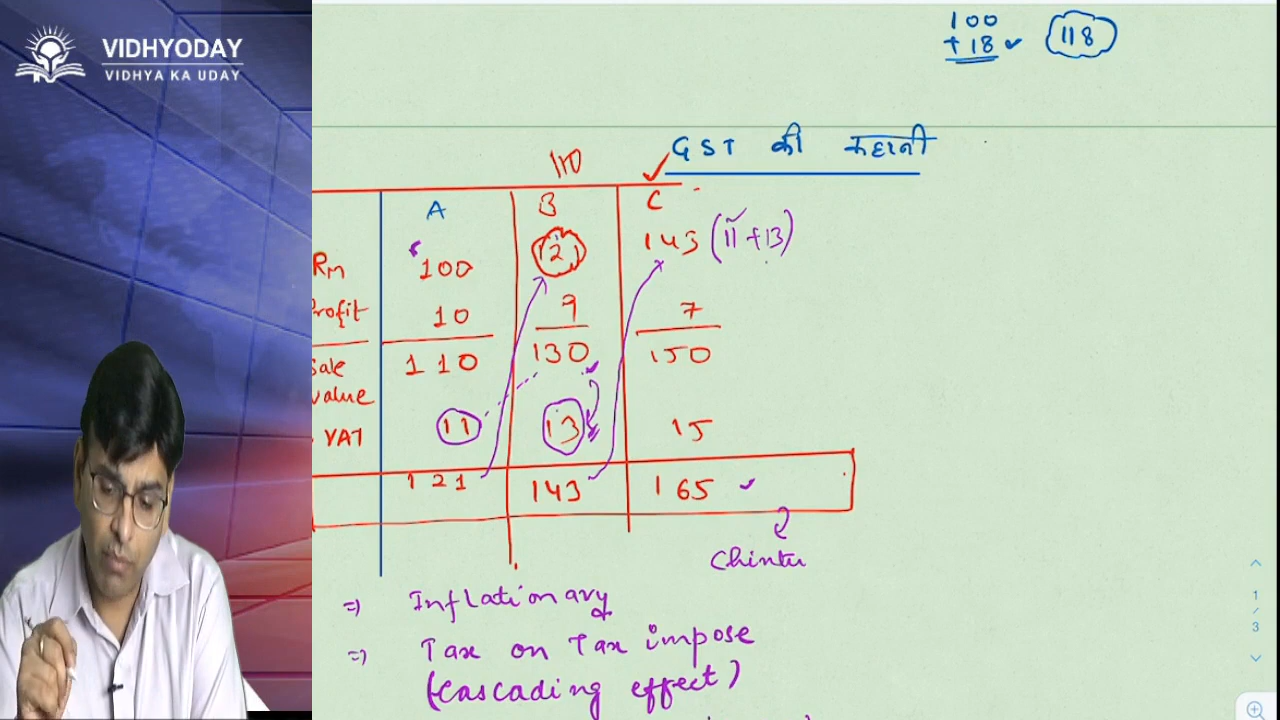 VIDHYODAY
VIDHYA KA UDAY
100
+ 18 118
GST की कहानी
110
A B C
RM 100 121 143 (11+13)
Profit 10 9 7
Sale 110 130 150
value
VAT 11 13 15
121 143 165
Chintu
=) Inflationary
=) Tax on Tax impose
(Cascading effect)
1
/
3